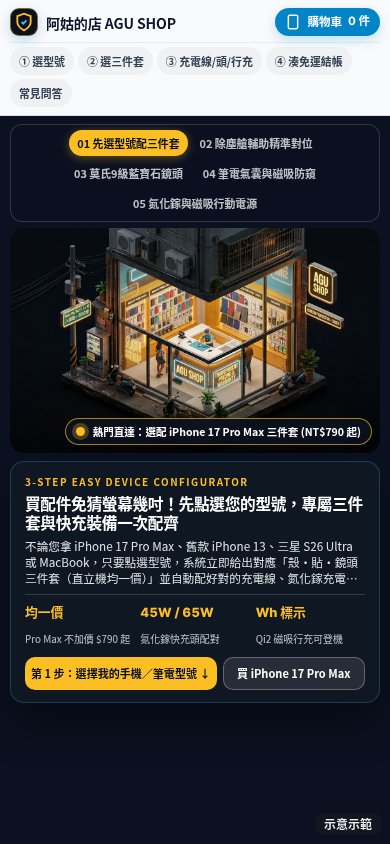 阿姑的店 AGU SHOP
購物車 0 件
① 選型號
② 選三件套
③ 充電線/頭/行充
④ 湊免運結帳
常見問答
01 先選型號配三件套
02 除塵艙輔助精準對位
03 莫氏9級藍寶石鏡頭
04 筆電氣囊與磁吸防窺
05 氮化鎵與磁吸行動電源
AGU SHOP
AGU SHOP
熱門直達：選配 iPhone 17 Pro Max 三件套 (NT$790 起)
3-STEP EASY DEVICE CONFIGURATOR
買配件免猜螢幕幾吋！先點選您的型號，專屬三件
套與快充裝備一次配齊
不論您拿 iPhone 17 Pro Max、舊款 iPhone 13、三星 S26 Ultra
或 MacBook，只要點選型號，系統立即給出對應「殼・貼・鏡頭
三件套（直立機均一價）」並自動配好對的充電線、氮化鎵充電…
均一價
45W / 65W
Wh 標示
Pro Max 不加價 $790 起
氮化鎵快充頭配對
Qi2 磁吸行充可登機
第 1 步：選擇我的手機／筆電型號 ↓
買 iPhone 17 Pro Max
示意示範